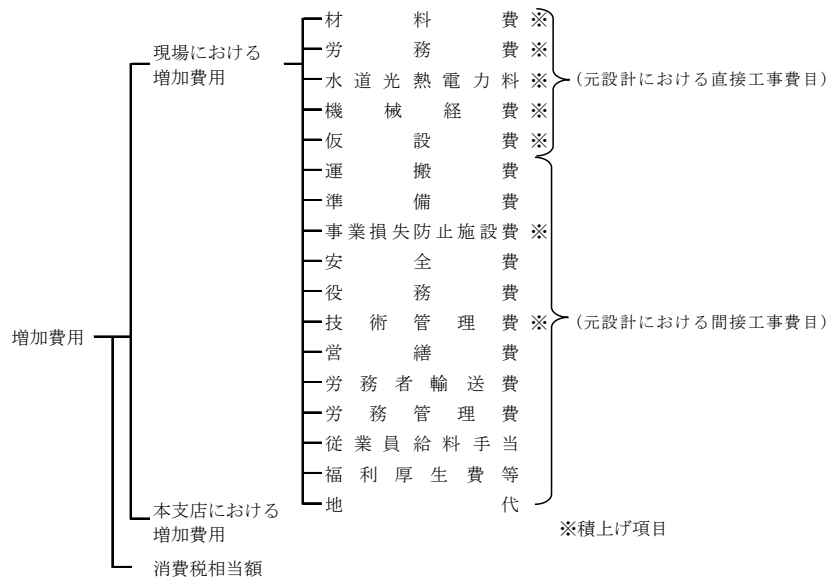 材料費※
労務費※
現場における
増加費用
水道光熱電力料※
(元設計における直接工事費目)
機械経費※
仮設費※
運搬費
準備費
事業損失防止施設費※
安全費
役務費
技術管理費※
(元設計における間接工事費目)
増加費用
営繕費
労務者輸送費
労務管理費
従業員給料手当
福利厚生費等
地代
本支店における
増加費用
※積上げ項目
消費税相当額